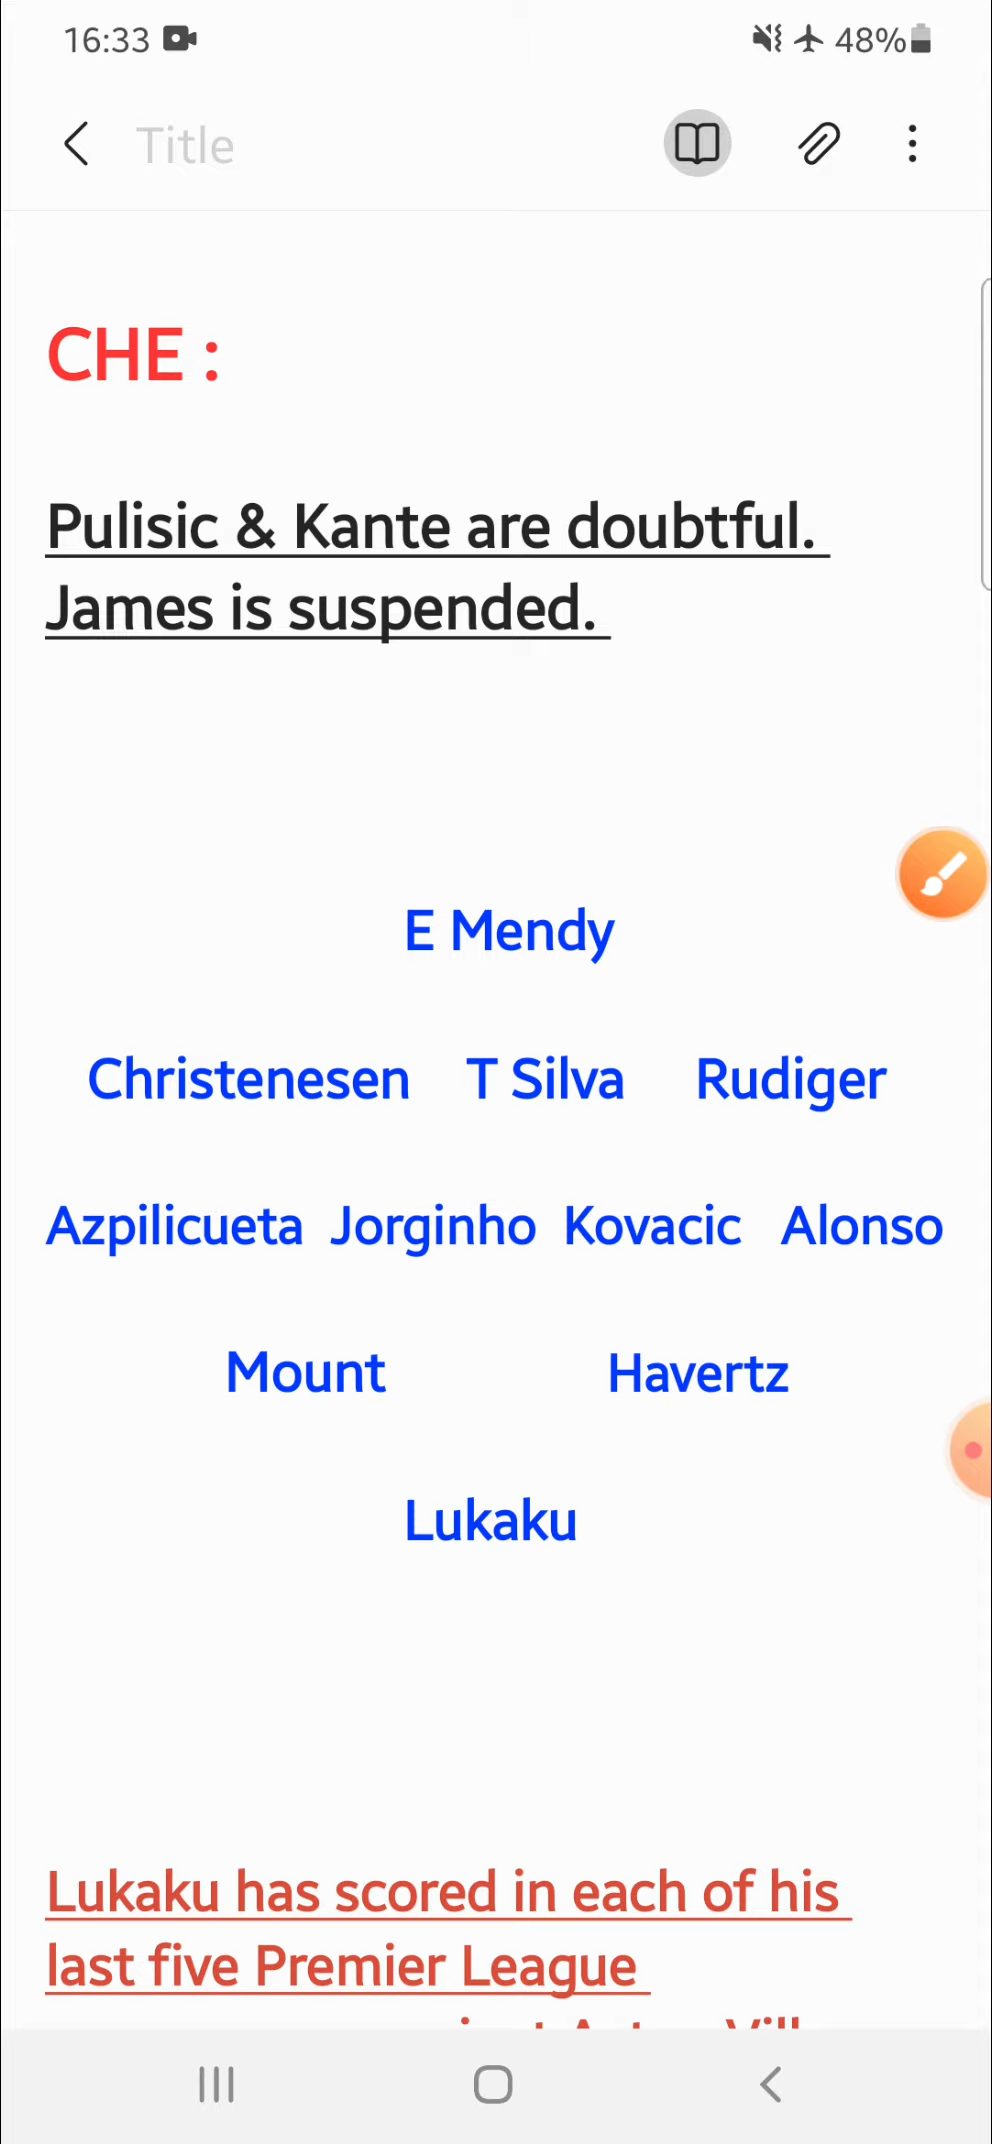 16:33 48%
Title
CHE :
Pulisic & Kante are doubtful.
James is suspended.
E Mendy
Christenesen T Silva Rudiger
Azpilicueta Jorginho Kovacic Alonso
Mount Havertz
Lukaku
Lukaku has scored in each of his
last five Premier League